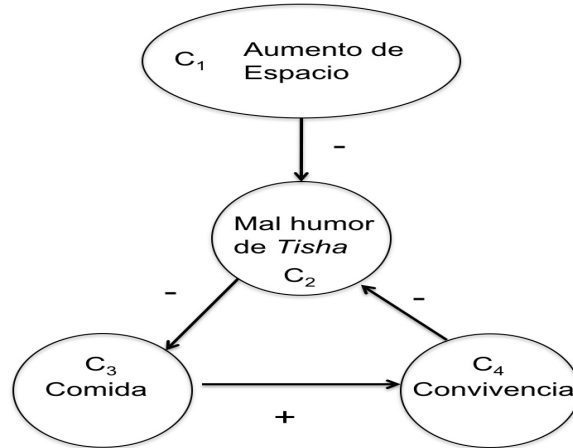 C₁ Aumento de
Espacio
-
Mal humor
de Tisha
C₂
-
-
C₃
Comida
C₄
Convivencia
+